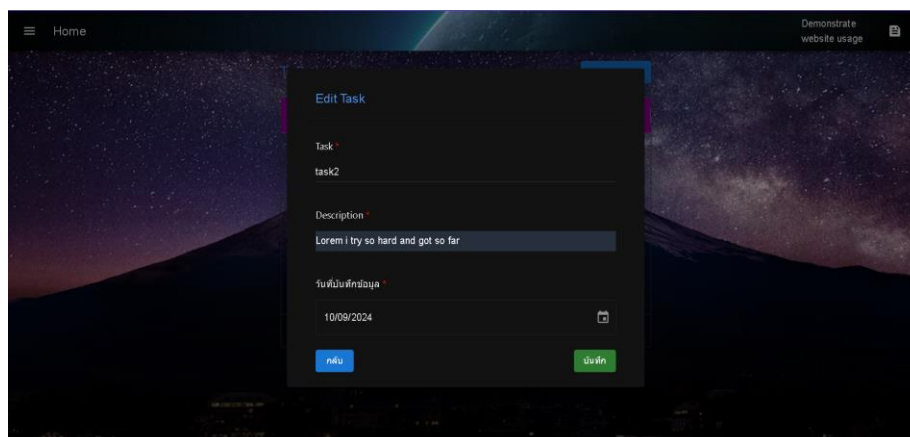 Home
Demonstrate
website usage
Edit Task
Task *
task2
Description *
Lorem i try so hard and got so far
วันที่บันทึกข้อมูล *
10/09/2024
กลับ
บันทึก